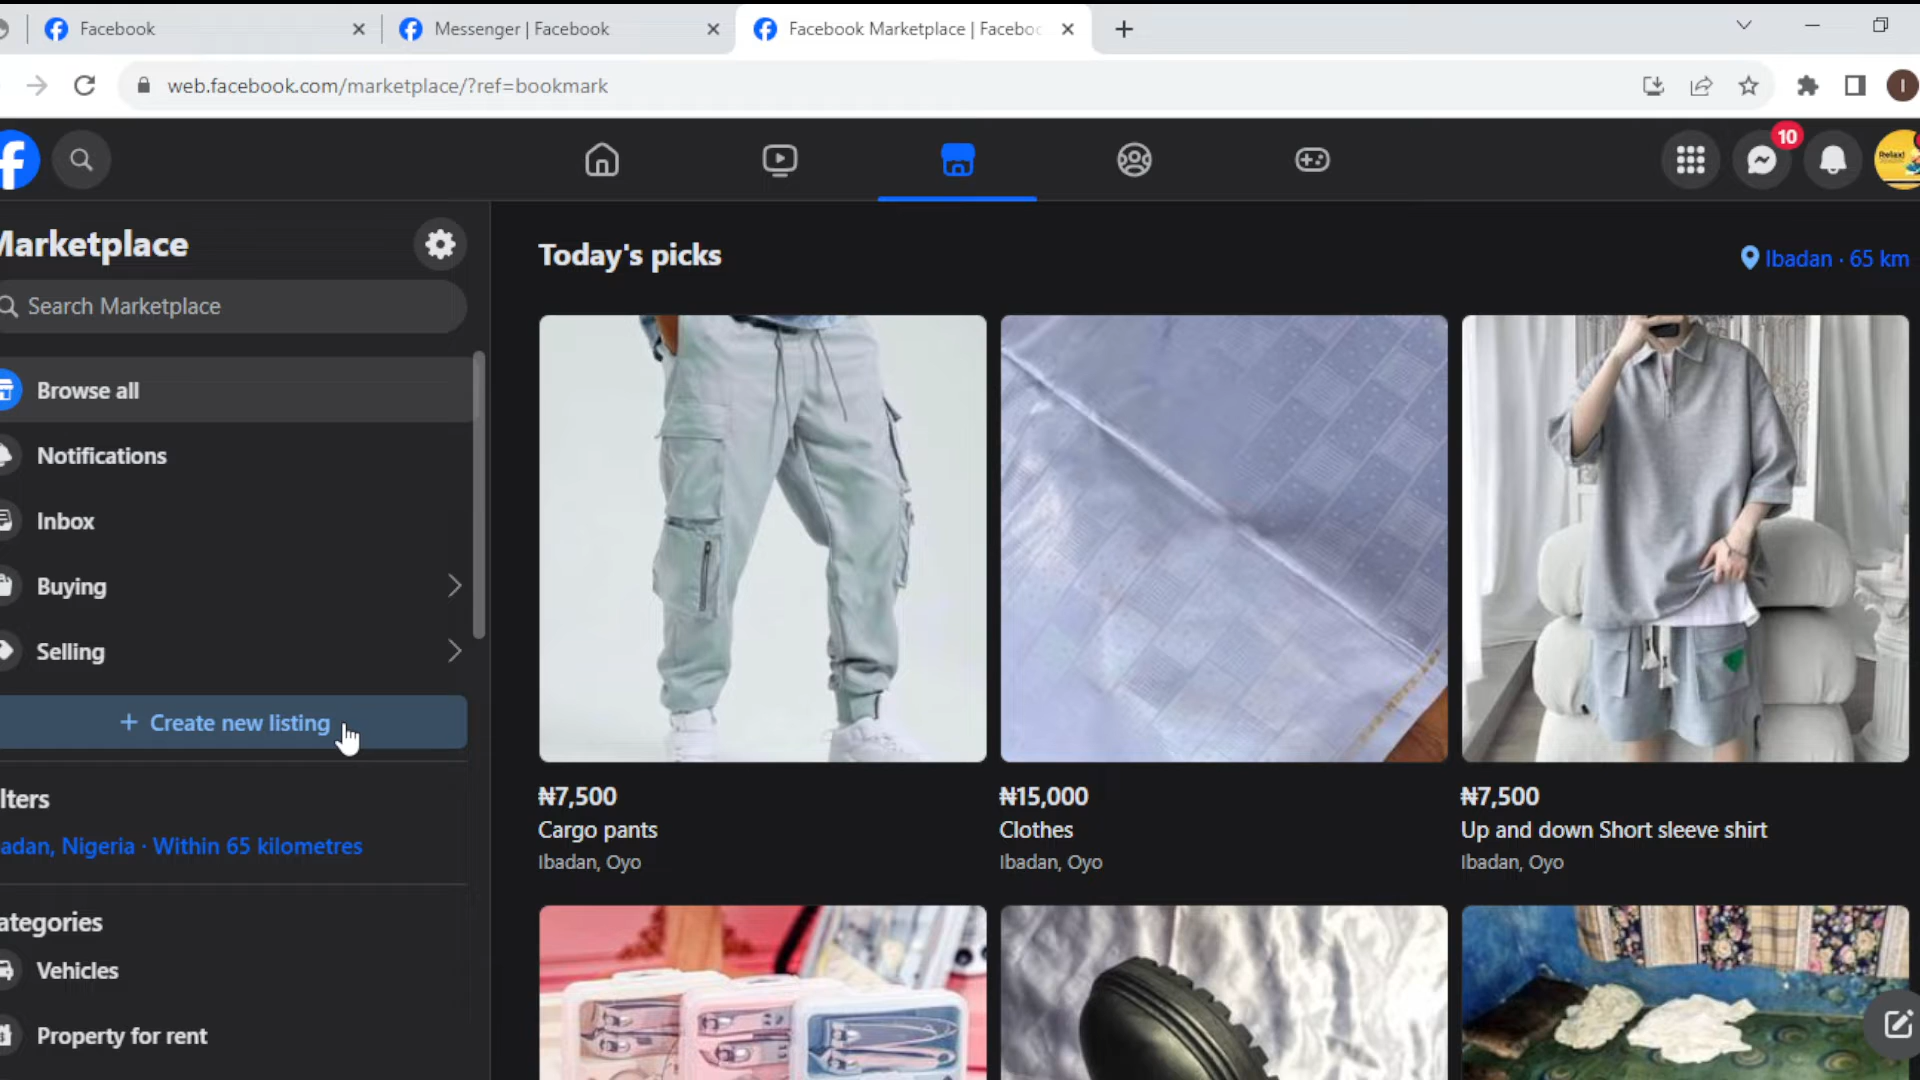 Facebook
Messenger | Facebook
Facebook Marketplace | Faceboo
web.facebook.com/marketplace/?ref=bookmark
I
10
Relax!
Marketplace
Search Marketplace
Browse all
Notifications
Inbox
Buying
Selling
+ Create new listing
lters
adan, Nigeria · Within 65 kilometres
ategories
Vehicles
Property for rent
Today's picks
Ibadan · 65 km
₦7,500
Cargo pants
Ibadan, Oyo
₦15,000
Clothes
Ibadan, Oyo
₦7,500
Up and down Short sleeve shirt
Ibadan, Oyo